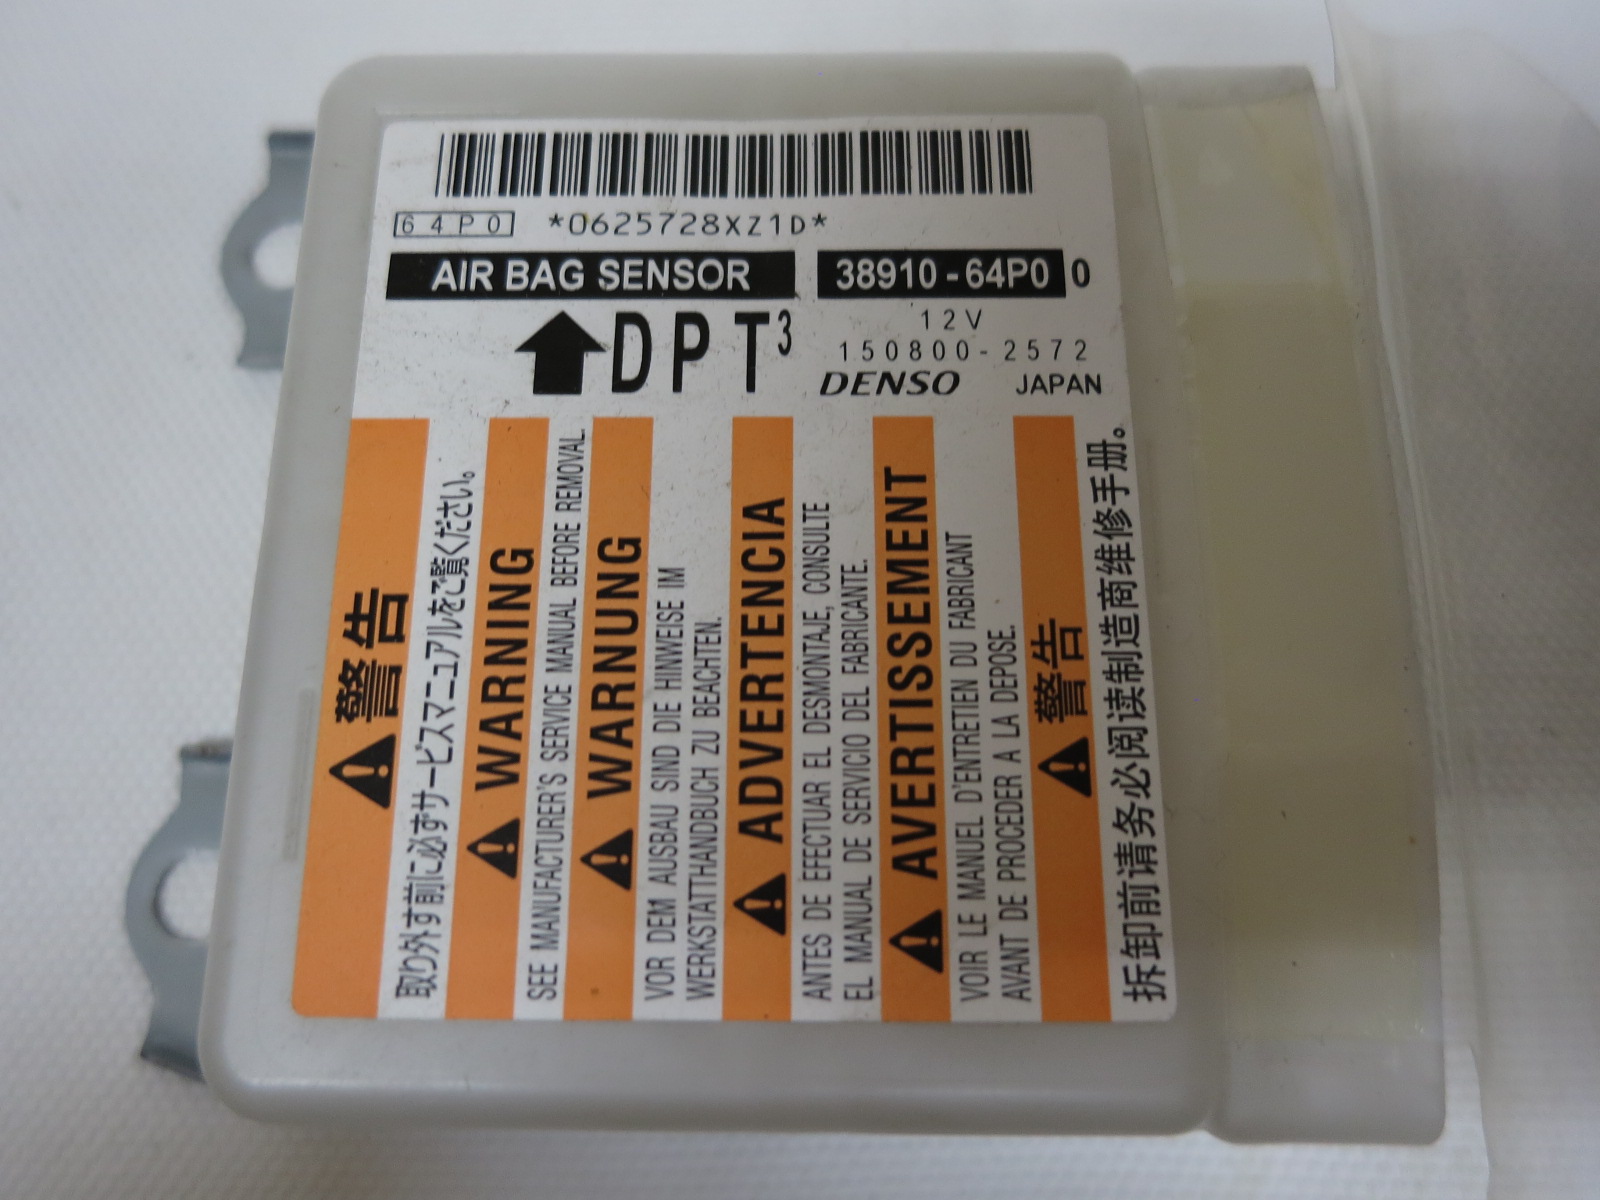 64P0 *0625728XZ1D*
AIR BAG SENSOR 38910-64P0 0
DPT³
12V
150800-2572
DENSO JAPAN
警告
取り外す前に必ずサービスマニュアルをご覧ください。
WARNING
SEE MANUFACTURER'S SERVICE MANUAL BEFORE REMOVAL.
WARNUNG
VOR DEM AUSBAU SIND DIE HINWEISE IM
WERKSTATTHANDBUCH ZU BEACHTEN.
ADVERTENCIA
ANTES DE EFECTUAR EL DESMONTAJE, CONSULTE
EL MANUAL DE SERVICIO DEL FABRICANTE.
AVERTISSEMENT
VOIR LE MANUEL D'ENTRETIEN DU FABRICANT
AVANT DE PROCEDER A LA DEPOSE.
警告
拆卸前请务必阅读制造商维修手册。